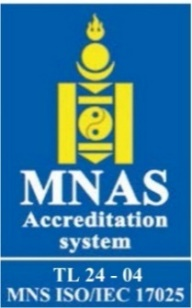 MNAS
Accreditation
system
TL 24 - 04
MNS ISO/IEC 17025